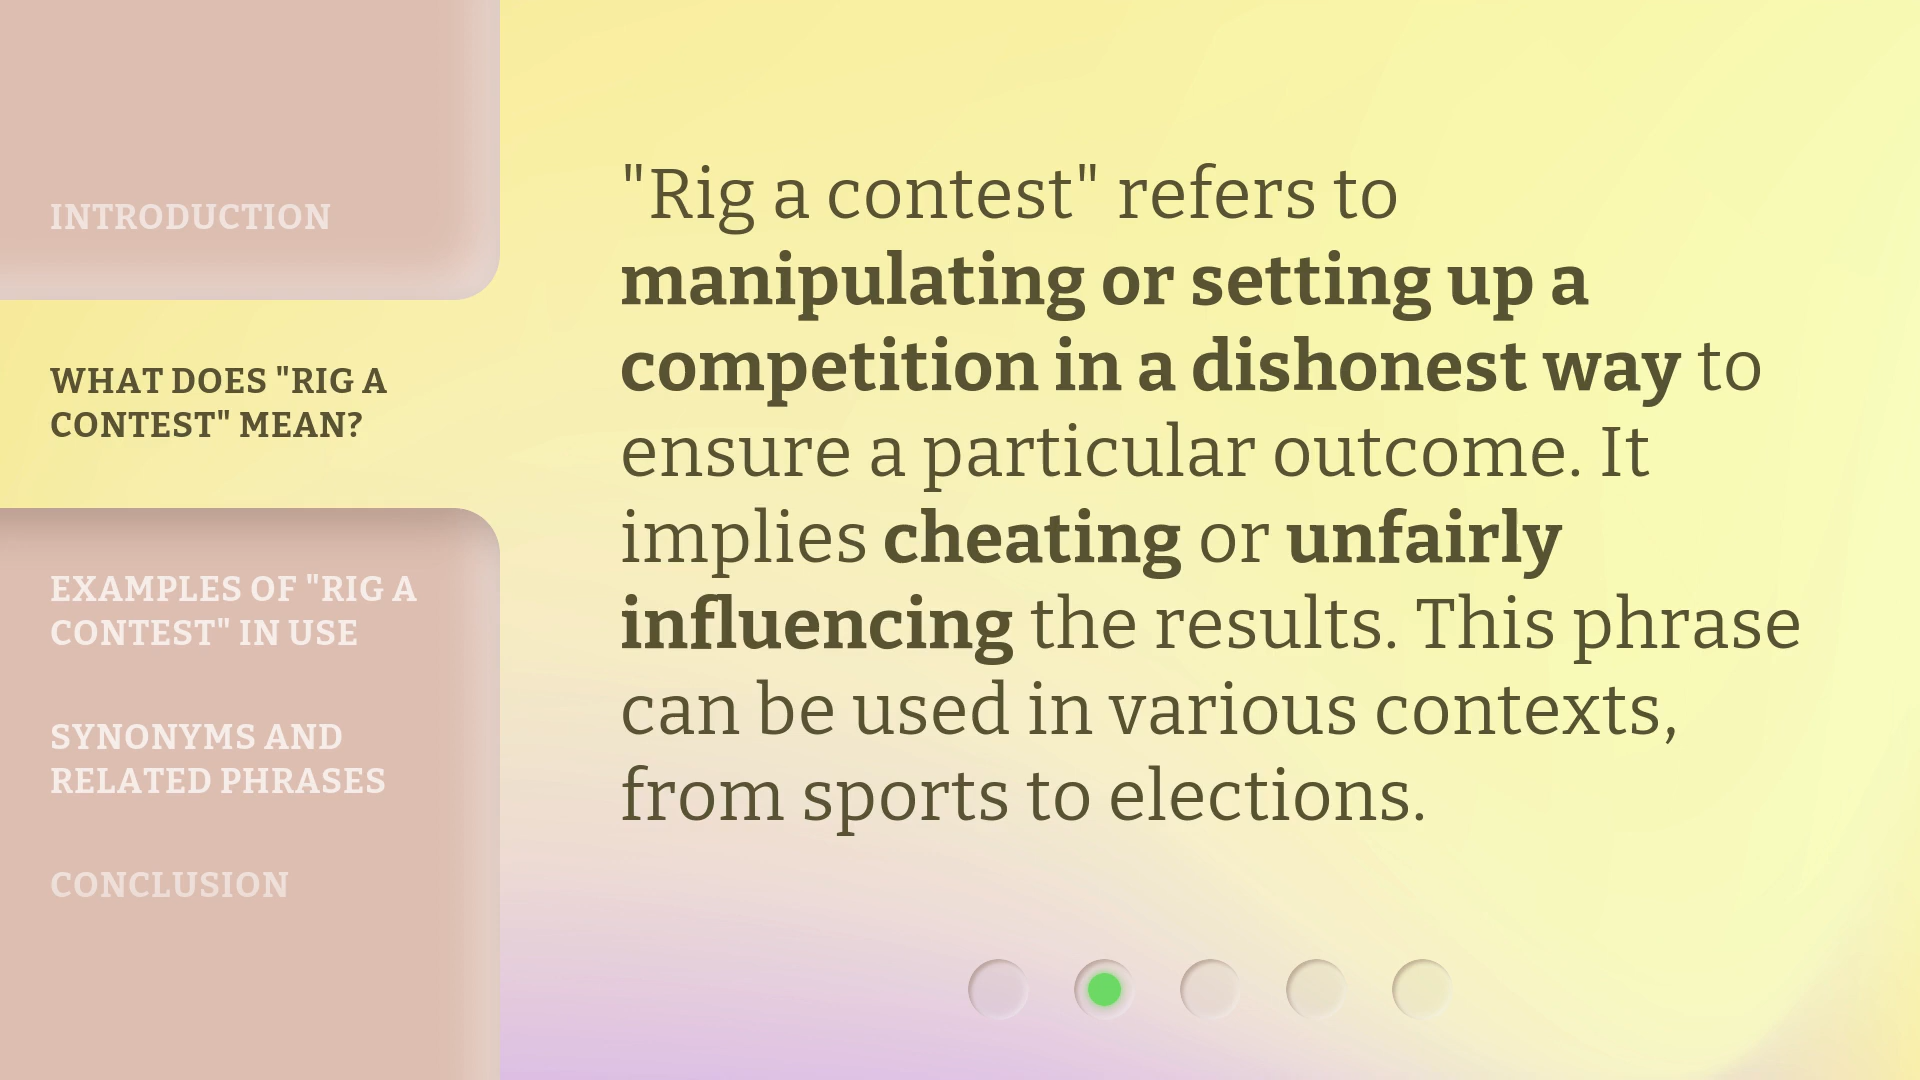 INTRODUCTION
WHAT DOES "RIG A
CONTEST" MEAN?
EXAMPLES OF "RIG A
CONTEST" IN USE
SYNONYMS AND
RELATED PHRASES
CONCLUSION
"Rig a contest" refers to
manipulating or setting up a
competition in a dishonest way to
ensure a particular outcome. It
implies cheating or unfairly
influencing the results. This phrase
can be used in various contexts,
from sports to elections.